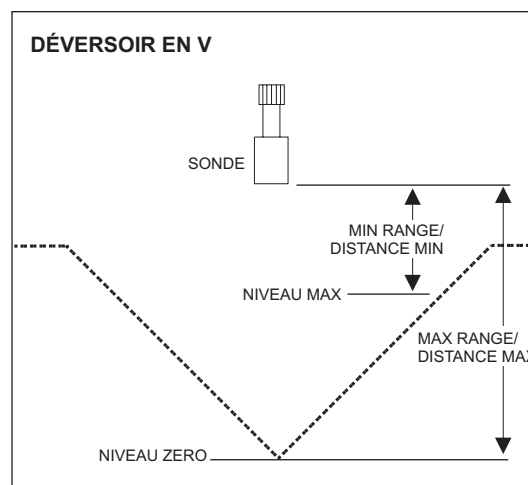 DÉVERSOIR EN V
SONDE
MIN RANGE/
DISTANCE MIN
NIVEAU MAX
MAX RANGE/
DISTANCE MAX
NIVEAU ZERO